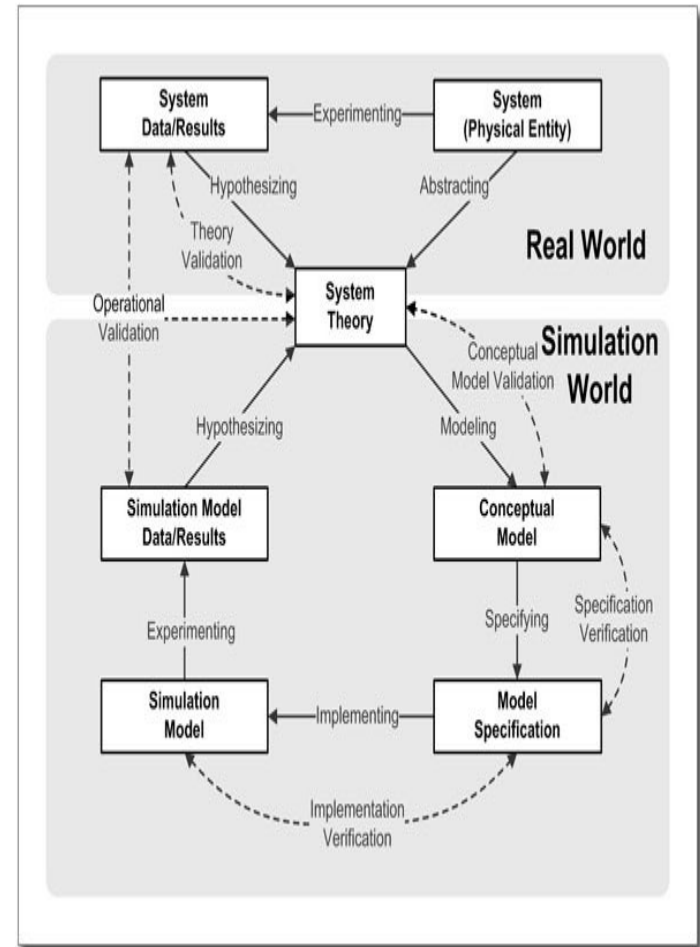 System
Data/Results
Experimenting
System
(Physical Entity)
Hypothesizing
Abstracting
Theory
Validation
Real World
System
Theory
Operational
Validation
Conceptual
Model Validation
Simulation
World
Hypothesizing
Modeling
Simulation Model
Data/Results
Conceptual
Model
Experimenting
Specifying
Specification
Verification
Simulation
Model
Implementing
Model
Specification
Implementation
Verification